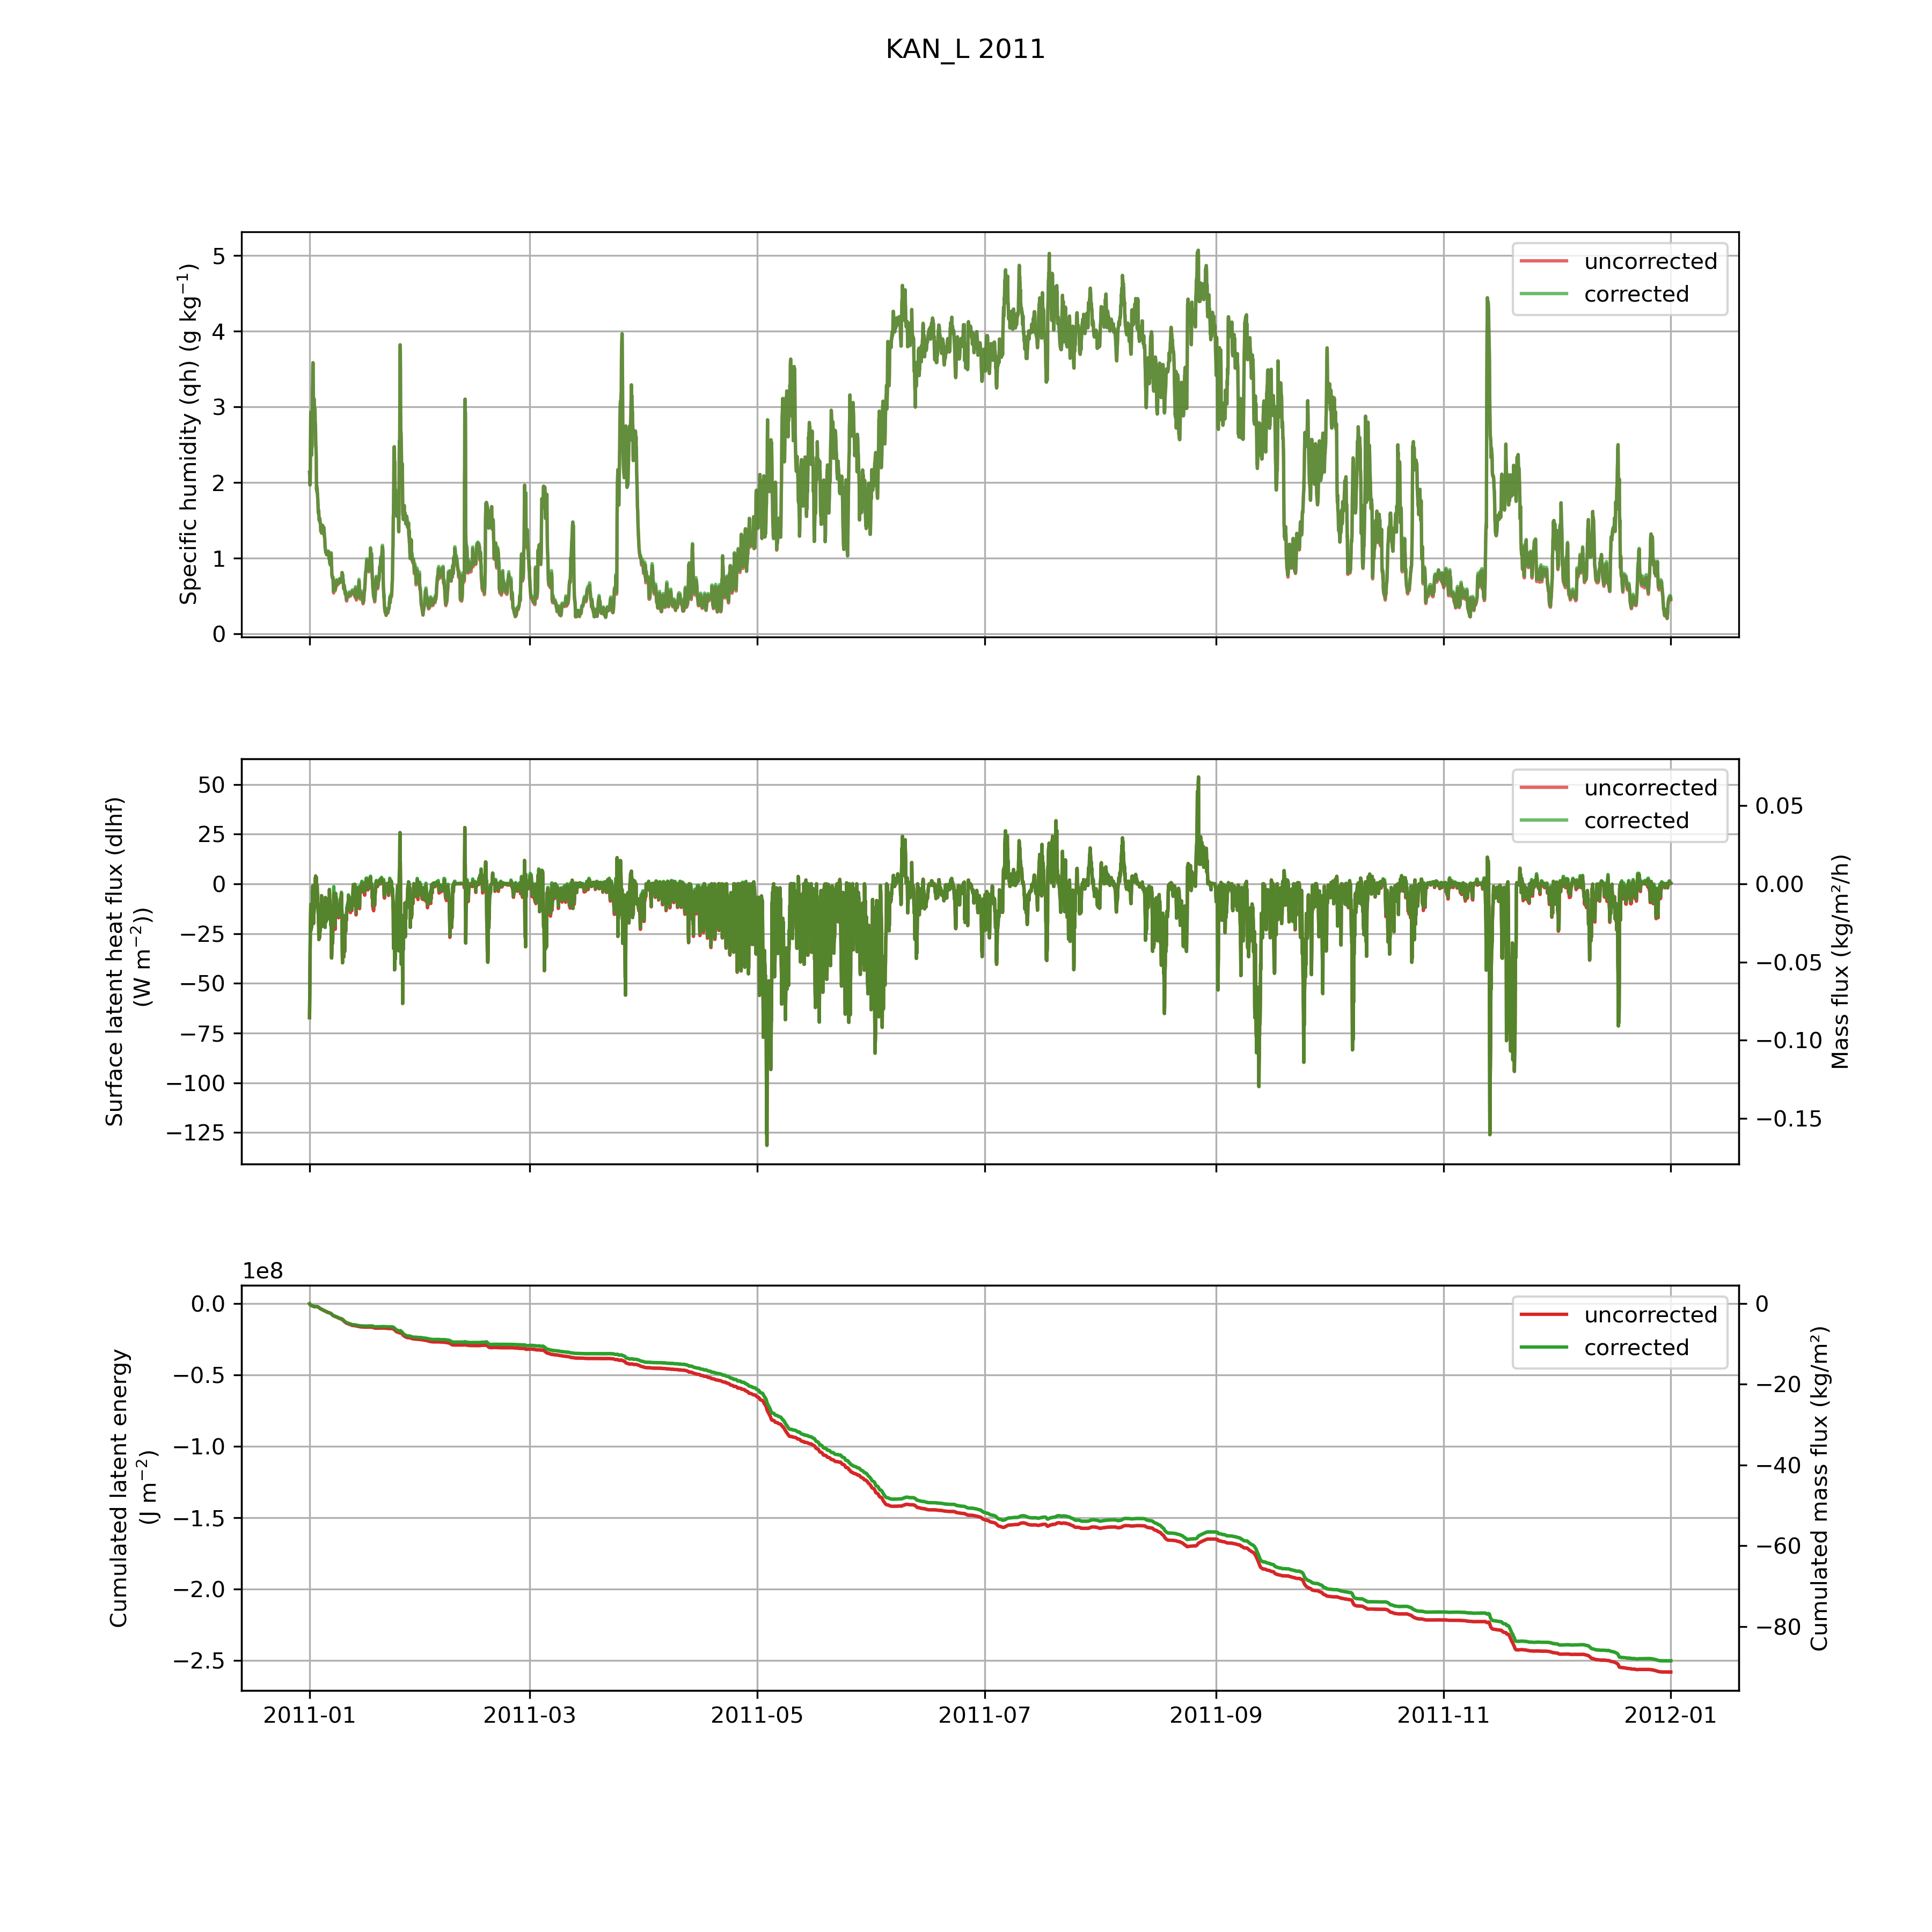 KAN_L 2011
Specific humidity (qh) (g kg⁻¹)
5
4
3
2
1
0
uncorrected
corrected
Surface latent heat flux (dlhf)
(W m⁻²))
50
25
0
−25
−50
−75
−100
−125
uncorrected
corrected
0.05
0.00
−0.05
−0.10
−0.15
Mass flux (kg/m²/h)
1e8
Cumulated latent energy
(J m⁻²)
0.0
−0.5
−1.0
−1.5
−2.0
−2.5
uncorrected
corrected
0
−20
−40
−60
−80
Cumulated mass flux (kg/m²)
2011-01 2011-03 2011-05 2011-07 2011-09 2011-11 2012-01